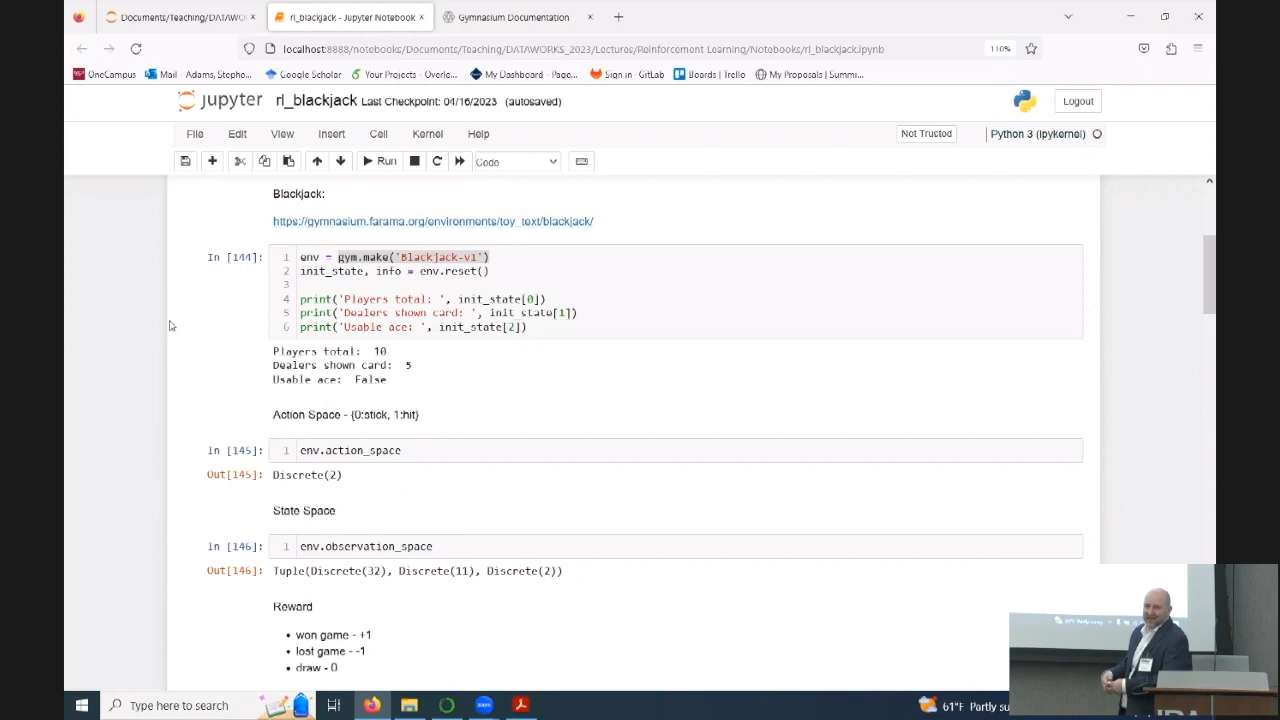 Documents/Teaching/DATAWO
rl_blackjack - Jupyter Notebook
Gymnasium Documentation
localhost:8888/notebooks/Documents/Teaching/DATAWORKS_2023/Lectures/Reinforcement Learning/Notebooks/rl_blackjack.ipynb
110%
OneCampus
Mail - Adams, Stepho...
Google Scholar
Your Projects - Overle...
My Dashboard - Page...
Sign in · GitLab
Boards | Trello
My Proposals | Summi...
jupyter
rl_blackjack
Last Checkpoint: 04/16/2023
(autosaved)
Logout
File
Edit
View
Insert
Cell
Kernel
Help
Not Trusted
Python 3 (ipykernel)
Run
Code
Blackjack:
https://gymnasium.farama.org/environments/toy_text/blackjack/
In [144]:
1 env = gym.make('Blackjack-v1')
2 init_state, info = env.reset()
3
4 print('Players total: ', init_state[0])
5 print('Dealers shown card: ', init_state[1])
6 print('Usable ace: ', init_state[2])
Players total:  10
Dealers shown card:  5
Usable ace:  False
Action Space - {0:stick, 1:hit}
In [145]:
1 env.action_space
Out[145]:
Discrete(2)
State Space
In [146]:
1 env.observation_space
Out[146]:
Tuple(Discrete(32), Discrete(11), Discrete(2))
Reward
• won game - +1
• lost game - -1
• draw - 0
Type here to search
zoom
61°F Partly su